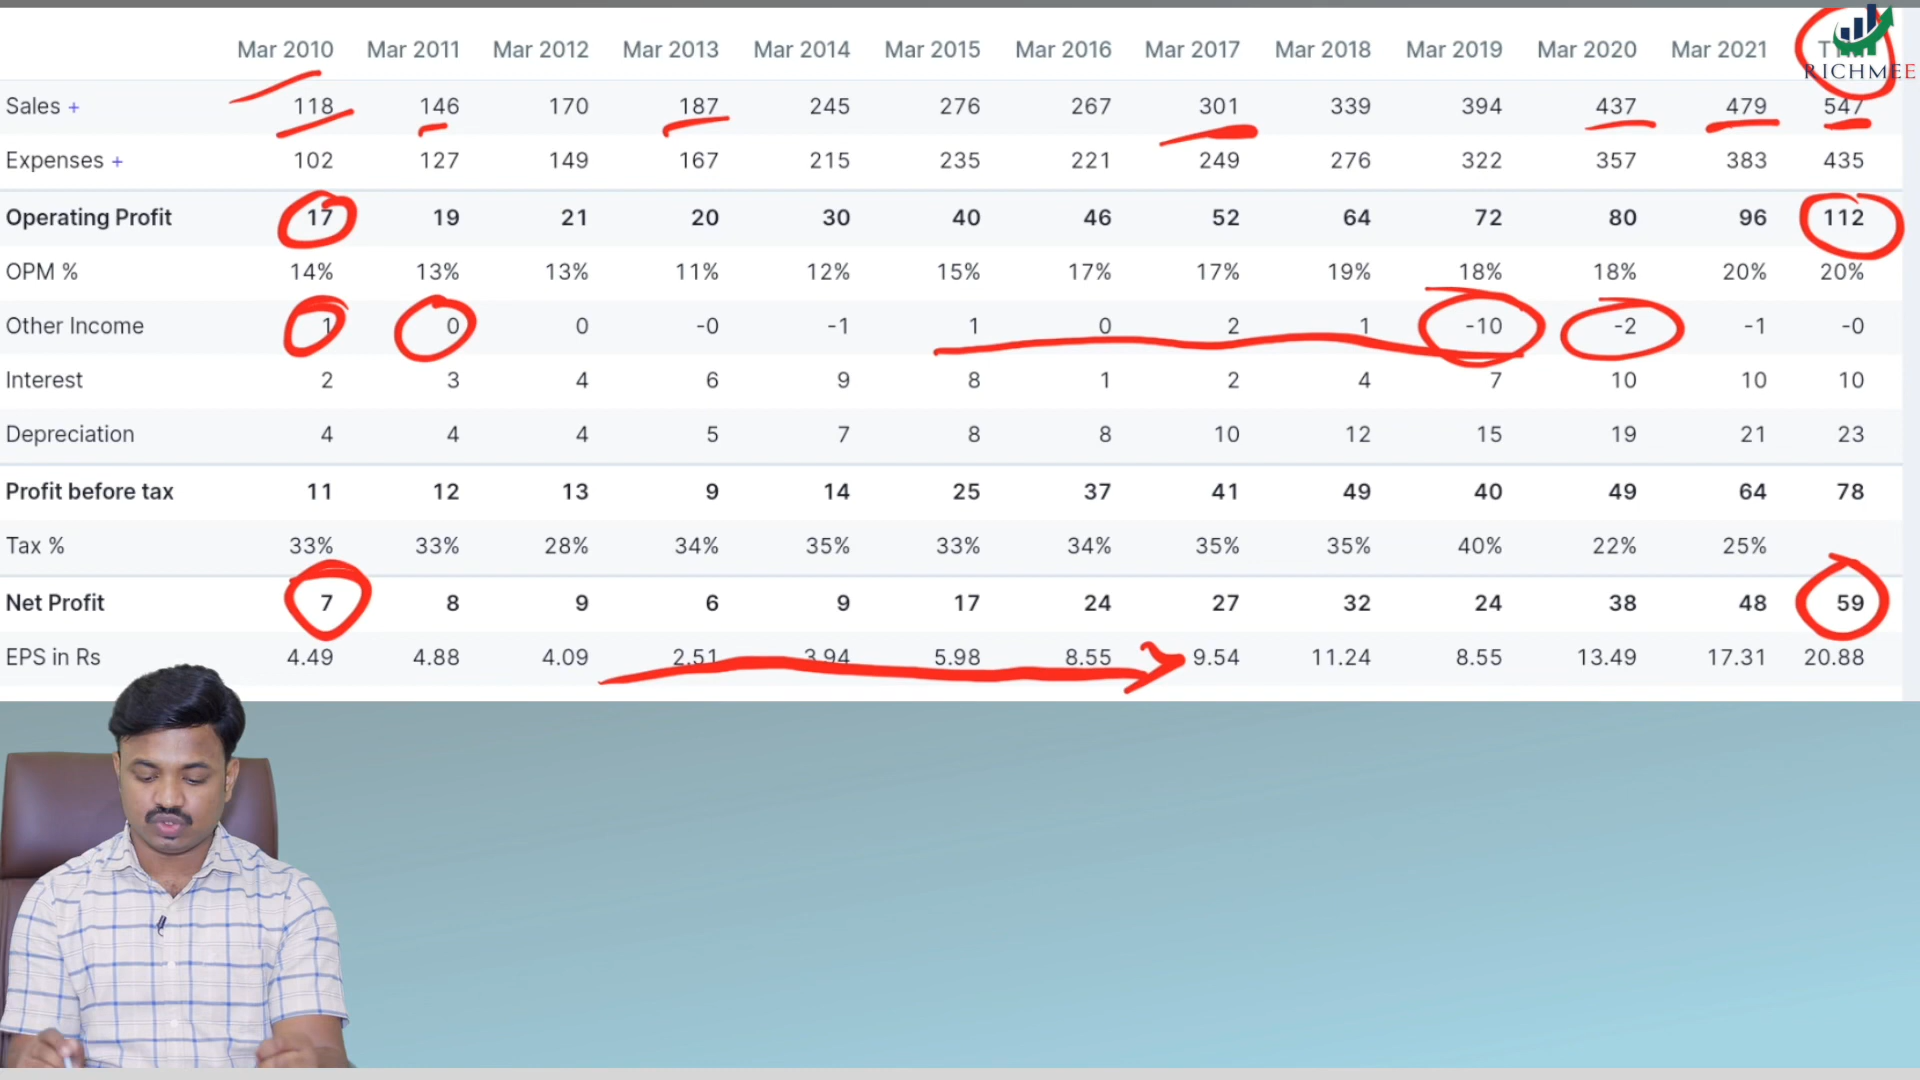 Mar 2010 Mar 2011 Mar 2012 Mar 2013 Mar 2014 Mar 2015 Mar 2016 Mar 2017 Mar 2018 Mar 2019 Mar 2020 Mar 2021
RICHMEE
Sales + 118 146 170 187 245 276 267 301 339 394 437 479 547
Expenses + 102 127 149 167 215 235 221 249 276 322 357 383 435
Operating Profit 17 19 21 20 30 40 46 52 64 72 80 96 112
OPM % 14% 13% 13% 11% 12% 15% 17% 17% 19% 18% 18% 20% 20%
Other Income 1 0 0 -0 -1 1 0 2 1 -10 -2 -1 -0
Interest 2 3 4 6 9 8 1 2 4 7 10 10 10
Depreciation 4 4 4 5 7 8 8 10 12 15 19 21 23
Profit before tax 11 12 13 9 14 25 37 41 49 40 49 64 78
Tax % 33% 33% 28% 34% 35% 33% 34% 35% 35% 40% 22% 25%
Net Profit 7 8 9 6 9 17 24 27 32 24 38 48 59
EPS in Rs 4.49 4.88 4.09 2.51 3.94 5.98 8.55 9.54 11.24 8.55 13.49 17.31 20.88